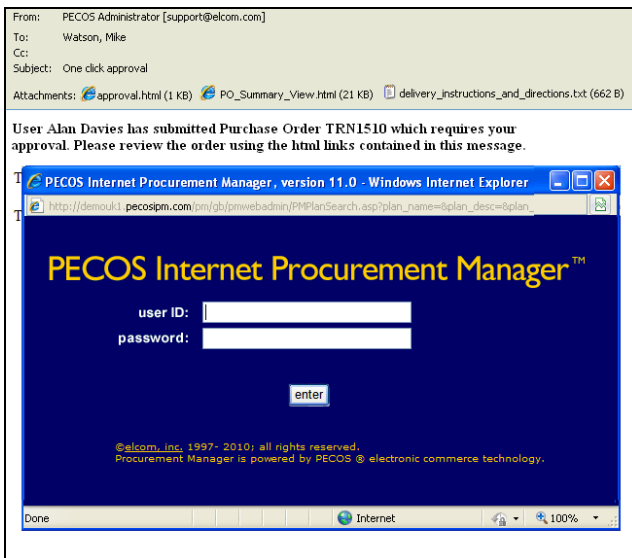 From: PECOS Administrator [support@elcom.com]
To: Watson, Mike
Cc:
Subject: One click approval
Attachments: approval.html (1 KB) PO_Summary_View.html (21 KB) delivery_instructions_and_directions.txt (662 B)
User Alan Davies has submitted Purchase Order TRN1510 which requires your
approval. Please review the order using the html links contained in this message.
T
PECOS Internet Procurement Manager, version 11.0 - Windows Internet Explorer
T
http://demouk1.pecosipm.com/pm/gb/pmwebadmin/PMPlanSearch.asp?plan_name=&plan_desc=&plan_
PECOS Internet Procurement Manager™
user ID:
password:
enter
©elcom, inc. 1997- 2010; all rights reserved.
Procurement Manager is powered by PECOS ® electronic commerce technology.
Done Internet 100%